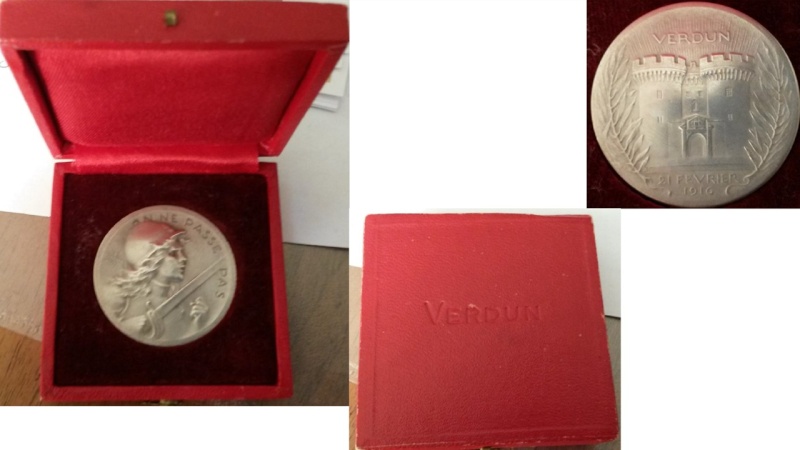 ON NE PASSE PAS
VERDUN
21 FEVRIER
1916
VERDUN